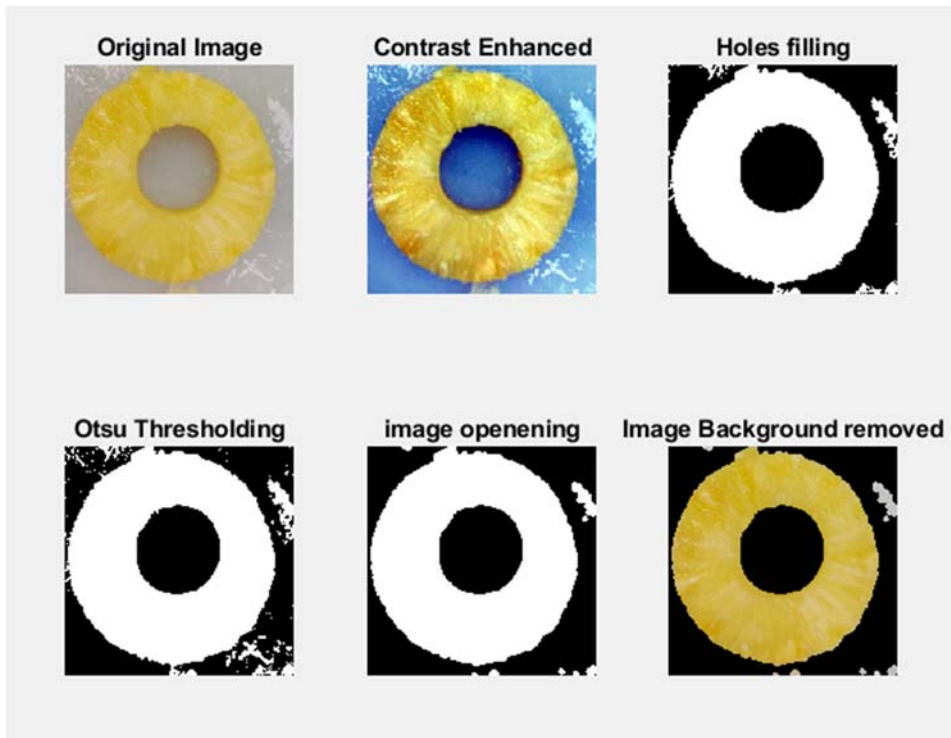 Original Image
Contrast Enhanced
Holes filling
Otsu Thresholding
image openening
Image Background removed